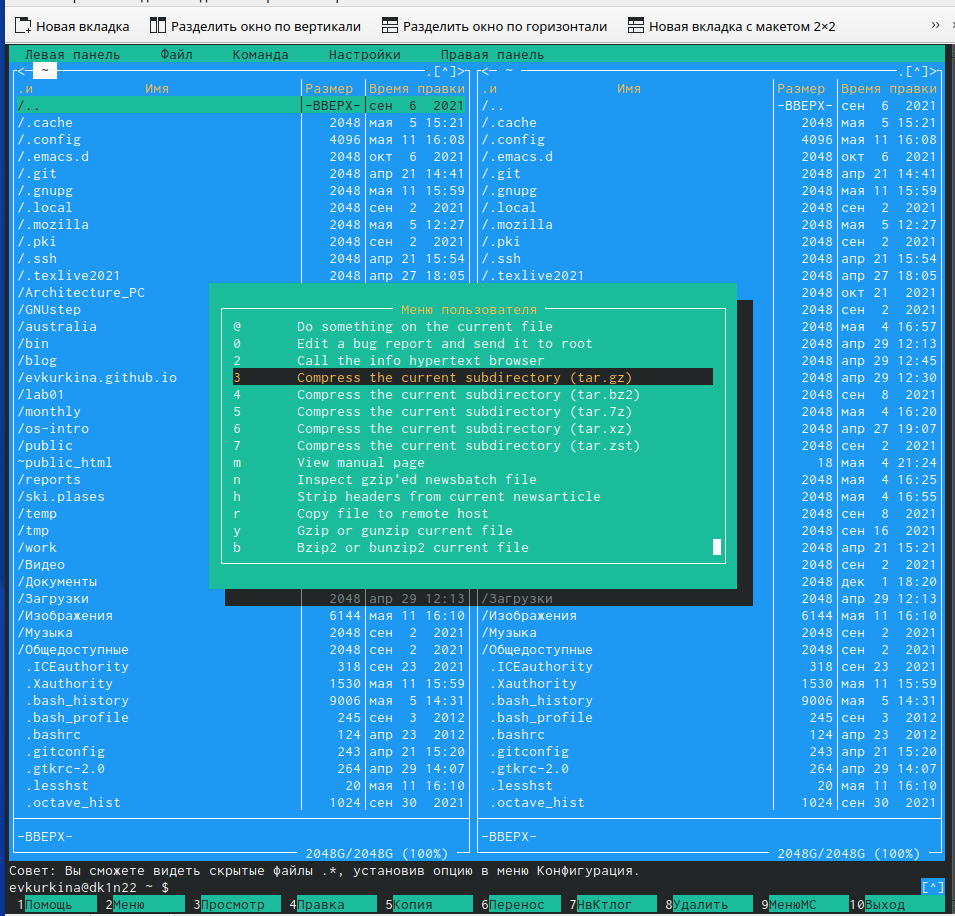 Новая вкладка Разделить окно по вертикали Разделить окно по горизонтали Новая вкладка с макетом 2×2 »
Левая панель Файл Команда Настройки Правая панель
<─ ~ .[^]> <─ ~ .[^]>
.и Имя Размер Время правки .и Имя Размер Время правки
/.. -ВВЕРХ- сен 6 2021 /.. -ВВЕРХ- сен 6 2021
/.cache 2048 мая 5 15:21 /.cache 2048 мая 5 15:21
/.config 4096 мая 11 16:08 /.config 4096 мая 11 16:08
/.emacs.d 2048 окт 6 2021 /.emacs.d 2048 окт 6 2021
/.git 2048 апр 21 14:41 /.git 2048 апр 21 14:41
/.gnupg 2048 мая 11 15:59 /.gnupg 2048 мая 11 15:59
/.local 2048 сен 2 2021 /.local 2048 сен 2 2021
/.mozilla 2048 мая 5 12:27 /.mozilla 2048 мая 5 12:27
/.pki 2048 сен 2 2021 /.pki 2048 сен 2 2021
/.ssh 2048 апр 21 15:54 /.ssh 2048 апр 21 15:54
/.texlive2021 2048 апр 27 18:05 /.texlive2021 2048 апр 27 18:05
/Architecture_PC 2048 окт 21 2021
/GNUstep Меню пользователя 2048 сен 2 2021
/australia @ Do something on the current file 2048 мая 4 16:57
/bin 0 Edit a bug report and send it to root 2048 апр 29 12:13
/blog 2 Call the info hypertext browser 2048 апр 29 12:45
/evkurkina.github.io 3 Compress the current subdirectory (tar.gz) 2048 апр 29 12:30
/lab01 4 Compress the current subdirectory (tar.bz2) 2048 сен 8 2021
/monthly 5 Compress the current subdirectory (tar.7z) 2048 мая 4 16:20
/os-intro 6 Compress the current subdirectory (tar.xz) 2048 апр 27 19:07
/public 7 Compress the current subdirectory (tar.zst) 2048 сен 2 2021
~public_html m View manual page 18 мая 4 21:24
/reports n Inspect gzip'ed newsbatch file 2048 мая 4 16:25
/ski.plases h Strip headers from current newsarticle 2048 мая 4 16:55
/temp r Copy file to remote host 2048 сен 8 2021
/tmp y Gzip or gunzip current file 2048 сен 16 2021
/work b Bzip2 or bunzip2 current file 2048 апр 21 15:21
/Видео 2048 сен 2 2021
/Документы 2048 дек 1 18:20
/Загрузки 2048 апр 29 12:13 /Загрузки 2048 апр 29 12:13
/Изображения 6144 мая 11 16:10 /Изображения 6144 мая 11 16:10
/Музыка 2048 сен 2 2021 /Музыка 2048 сен 2 2021
/Общедоступные 2048 сен 2 2021 /Общедоступные 2048 сен 2 2021
.ICEauthority 318 сен 23 2021 .ICEauthority 318 сен 23 2021
.Xauthority 1530 мая 11 15:59 .Xauthority 1530 мая 11 15:59
.bash_history 9006 мая 5 14:31 .bash_history 9006 мая 5 14:31
.bash_profile 245 сен 3 2012 .bash_profile 245 сен 3 2012
.bashrc 124 апр 23 2012 .bashrc 124 апр 23 2012
.gitconfig 243 апр 21 15:20 .gitconfig 243 апр 21 15:20
.gtkrc-2.0 264 апр 29 14:07 .gtkrc-2.0 264 апр 29 14:07
.lesshst 20 мая 11 16:10 .lesshst 20 мая 11 16:10
.octave_hist 1024 сен 30 2021 .octave_hist 1024 сен 30 2021
-ВВЕРХ- -ВВЕРХ-
2048G/2048G (100%) 2048G/2048G (100%)
Совет: Вы сможете видеть скрытые файлы .*, установив опцию в меню Конфигурация.
evkurkina@dk1n22 ~ $ [^]
1Помощь 2Меню 3Просмотр 4Правка 5Копия 6Перенос 7НвКтлог 8Удалить 9МенюMC 10Выход